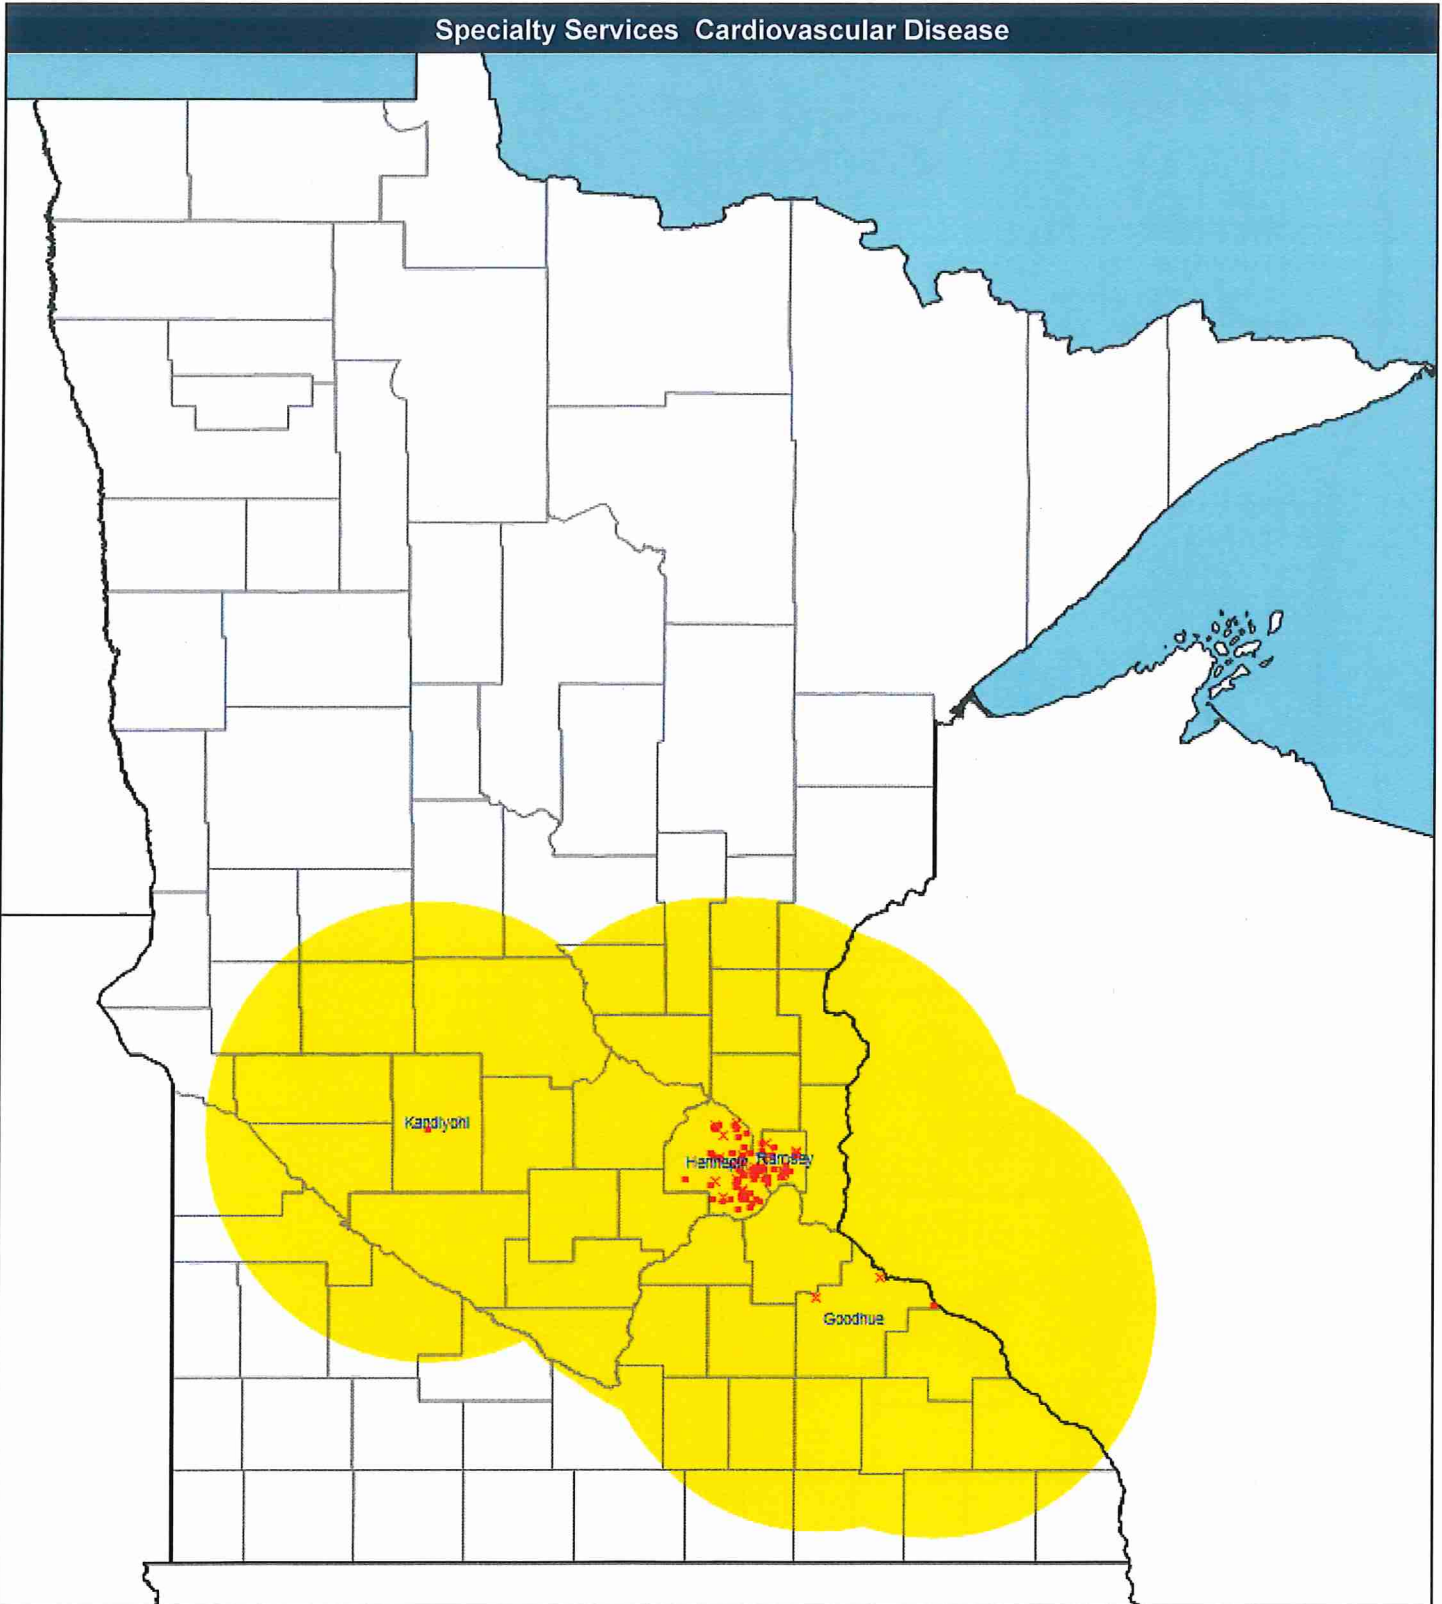 Specialty Services Cardiovascular Disease
Kandiyohi
Hennepin
Ramsey
Goodhue